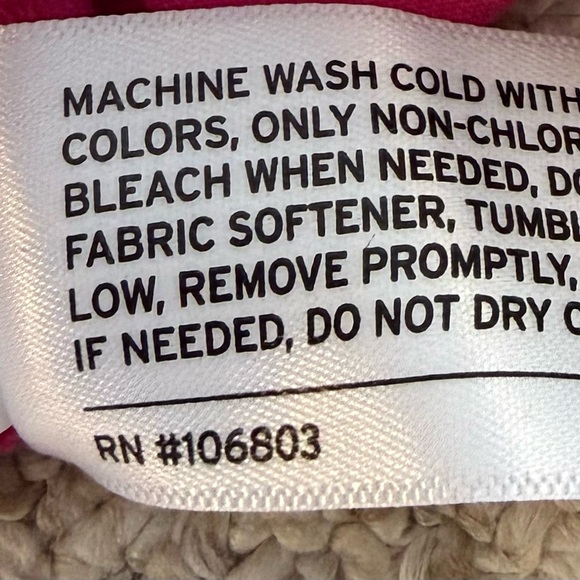 MACHINE WASH COLD WITH
COLORS, ONLY NON-CHLOR
BLEACH WHEN NEEDED, DO
FABRIC SOFTENER, TUMBL
LOW, REMOVE PROMPTLY,
IF NEEDED, DO NOT DRY C
RN #106803